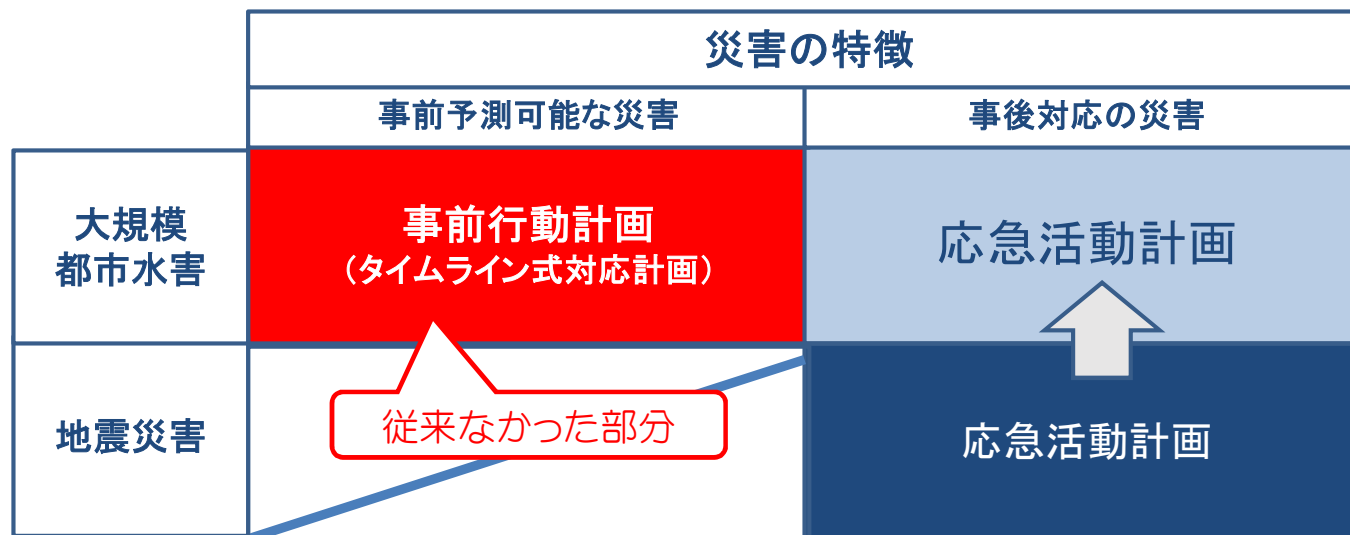 災害の特徴
事前予測可能な災害
事後対応の災害
大規模
都市水害
事前行動計画
（タイムライン式対応計画）
応急活動計画
地震災害
従来なかった部分
応急活動計画